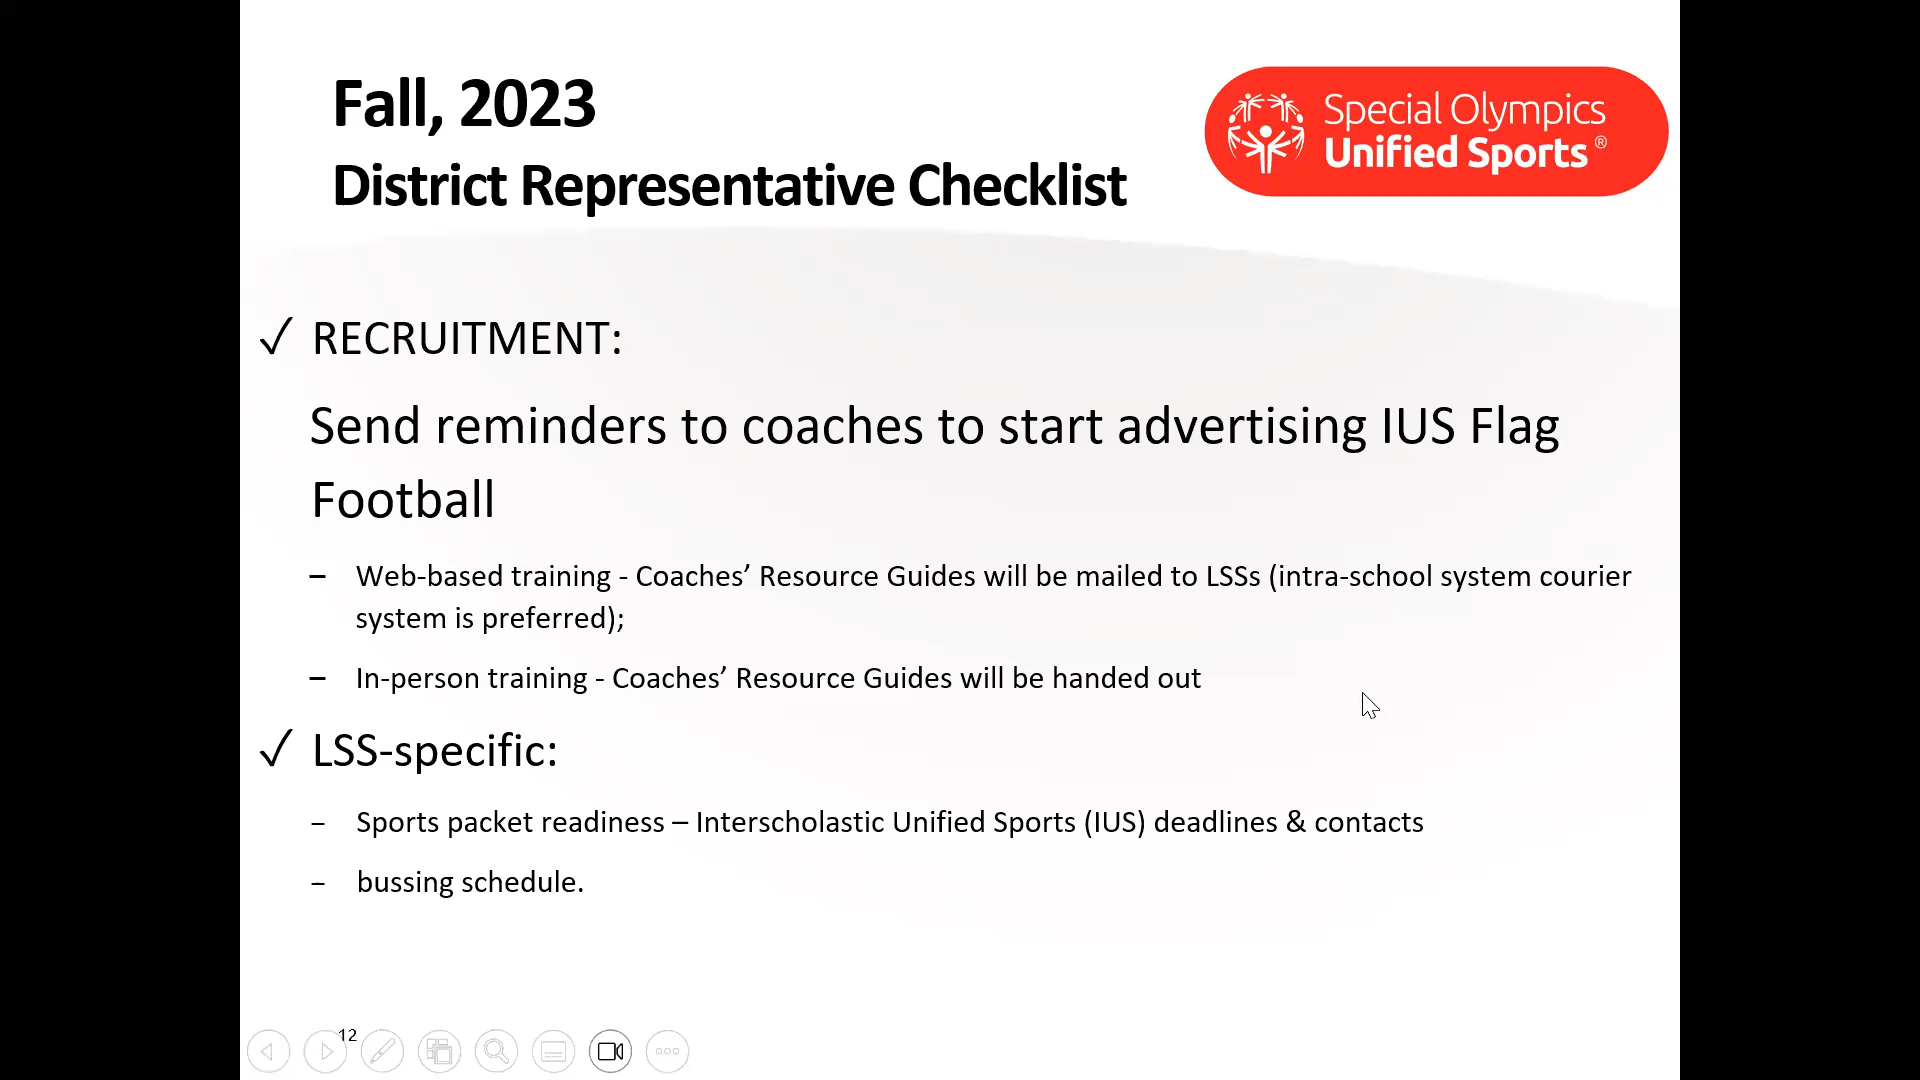 Fall, 2023
District Representative Checklist
Special Olympics
Unified Sports ®
✓ RECRUITMENT:
Send reminders to coaches to start advertising IUS Flag
Football
– Web-based training - Coaches’ Resource Guides will be mailed to LSSs (intra-school system courier
system is preferred);
– In-person training - Coaches’ Resource Guides will be handed out
✓ LSS-specific:
– Sports packet readiness – Interscholastic Unified Sports (IUS) deadlines & contacts
– bussing schedule.
12